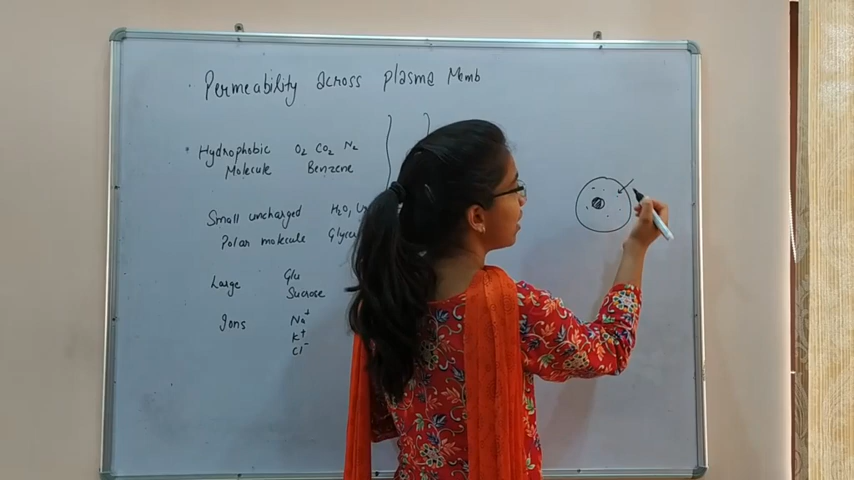 Permeability across plasma Memb
Hydrophobic O₂ CO₂ N₂
Molecule Benzene
Small uncharged H₂O,
Polar molecule
Large Glu
Sucrose
Ions Na⁺
K⁺
Cl⁻